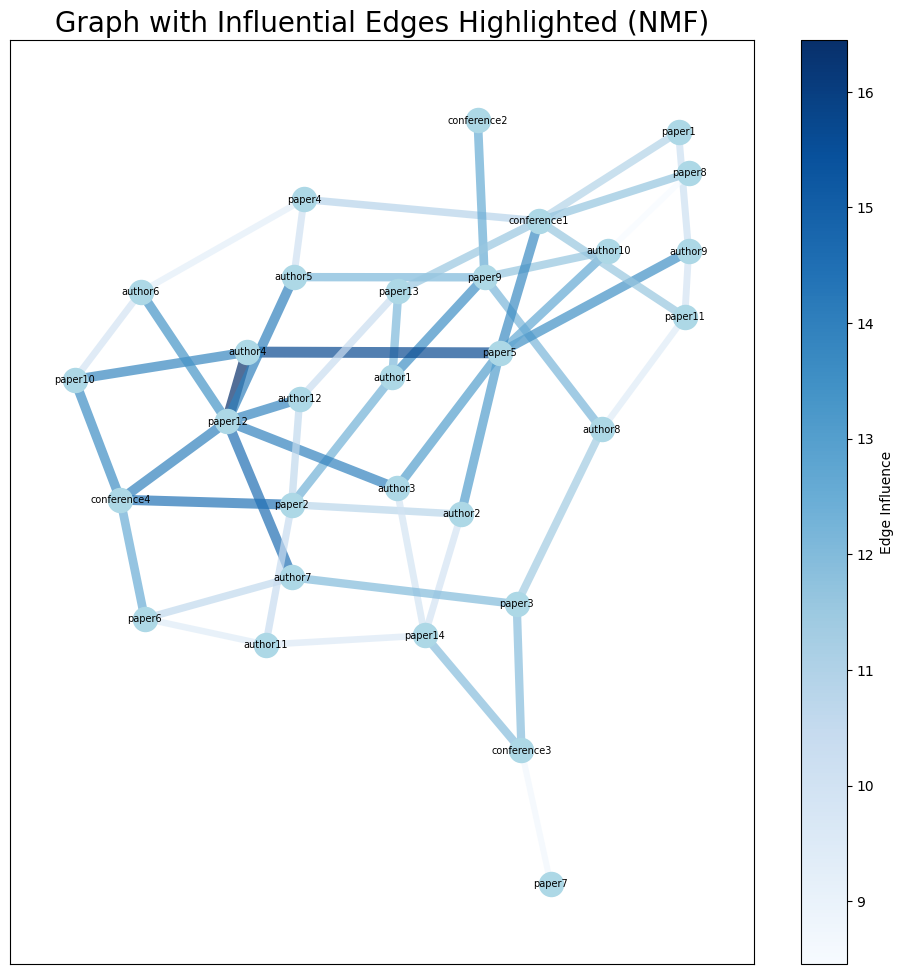 Graph with Influential Edges Highlighted (NMF)
conference2
paper1
paper8
paper4
conference1
author10
author9
author5
paper9
author6
paper13
paper11
author4
paper5
paper10
author1
author12
paper12
author8
author3
conference4
paper2
author2
author7
paper3
paper6
paper14
author11
conference3
paper7
16
15
14
13
12
11
10
9
Edge Influence